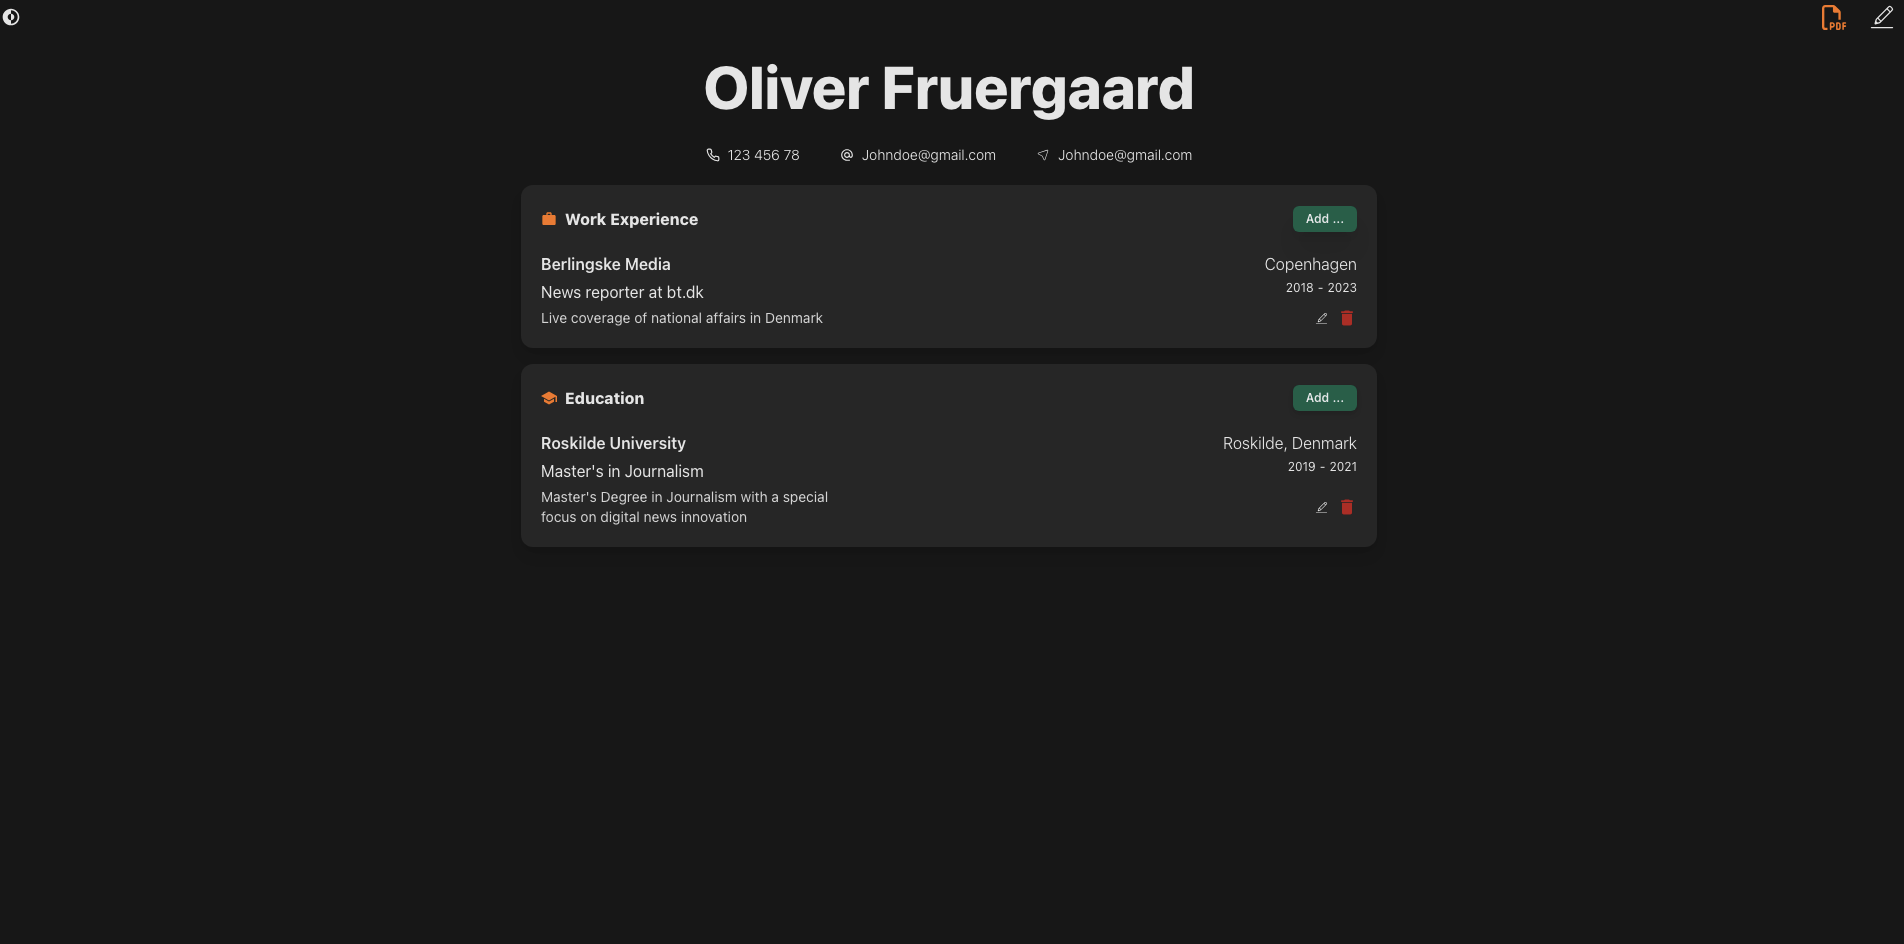 PDF
Oliver Fruergaard
123 456 78 Johndoe@gmail.com Johndoe@gmail.com
Work Experience Add ...
Berlingske Media Copenhagen
News reporter at bt.dk 2018 - 2023
Live coverage of national affairs in Denmark
Education Add ...
Roskilde University Roskilde, Denmark
Master's in Journalism 2019 - 2021
Master's Degree in Journalism with a special
focus on digital news innovation